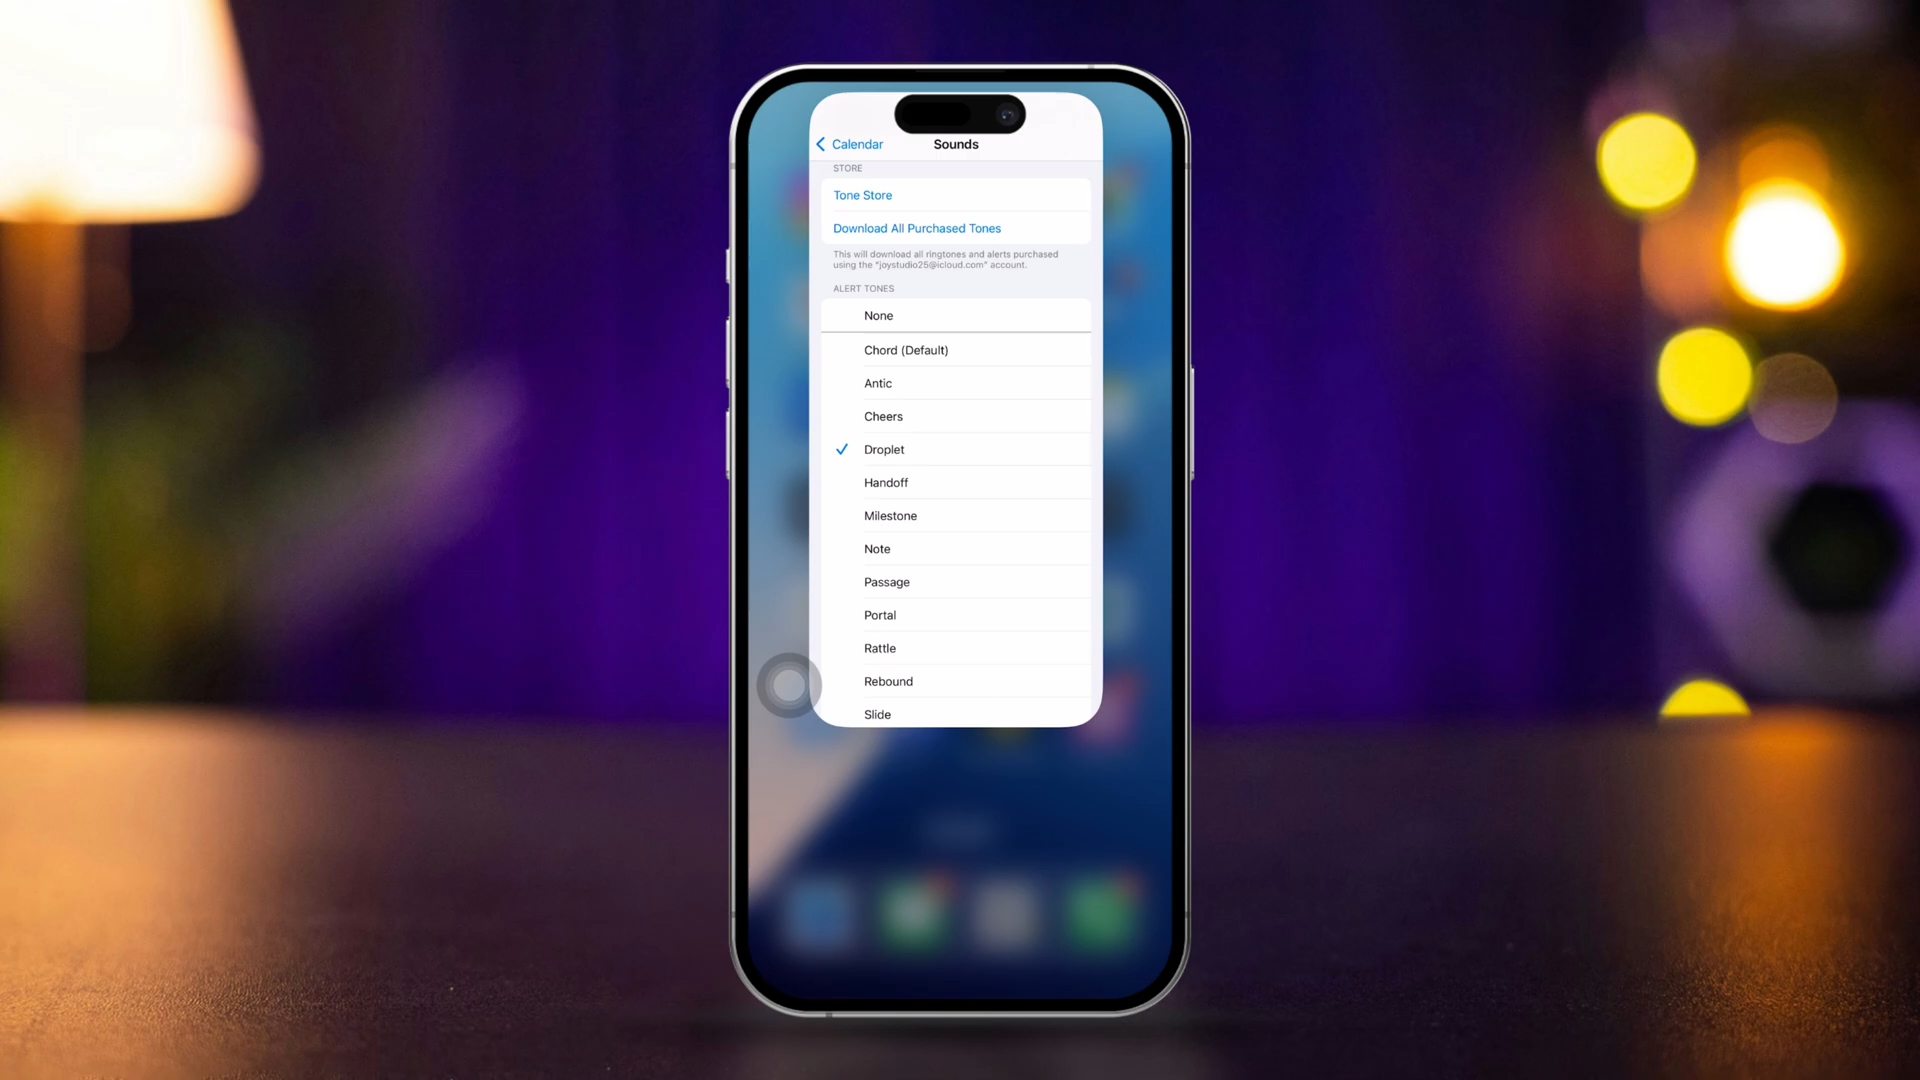 Calendar
Sounds
STORE
Tone Store
Download All Purchased Tones
This will download all ringtones and alerts purchased
using the “joystudio25@icloud.com” account.
ALERT TONES
None
Chord (Default)
Antic
Cheers
Droplet
Handoff
Milestone
Note
Passage
Portal
Rattle
Rebound
Slide